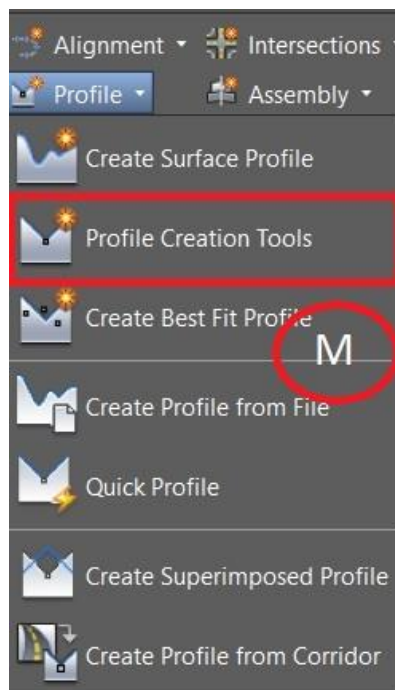 Alignment Intersections
Profile Assembly
Create Surface Profile
Profile Creation Tools
Create Best Fit Profile
M
Create Profile from File
Quick Profile
Create Superimposed Profile
Create Profile from Corridor